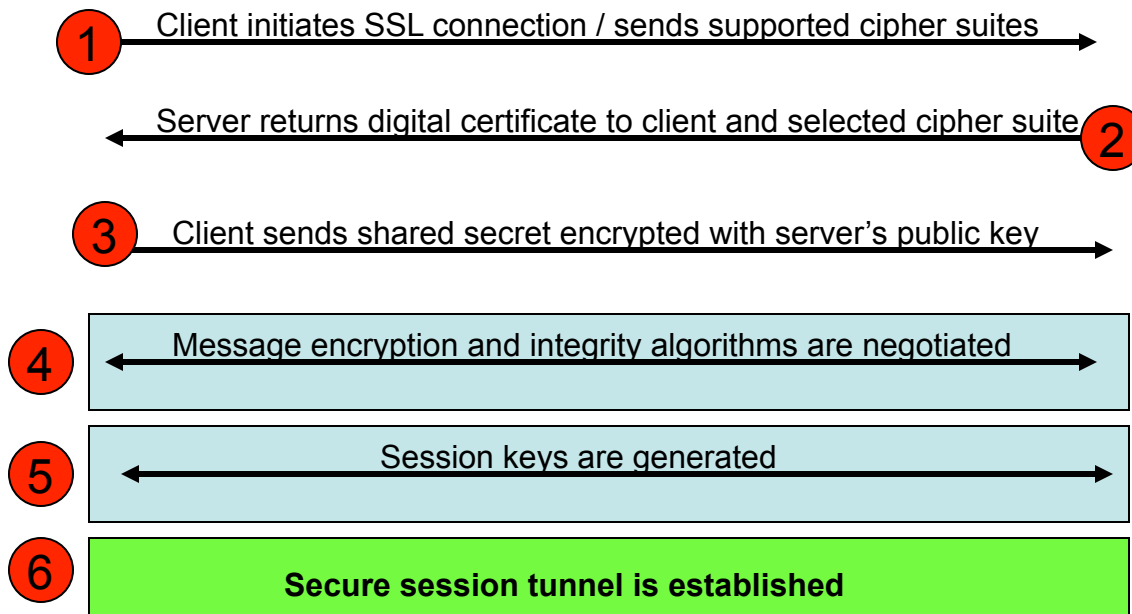 1
Client initiates SSL connection / sends supported cipher suites
Server returns digital certificate to client and selected cipher suite
2
3
Client sends shared secret encrypted with server’s public key
4
Message encryption and integrity algorithms are negotiated
5
Session keys are generated
6
Secure session tunnel is established